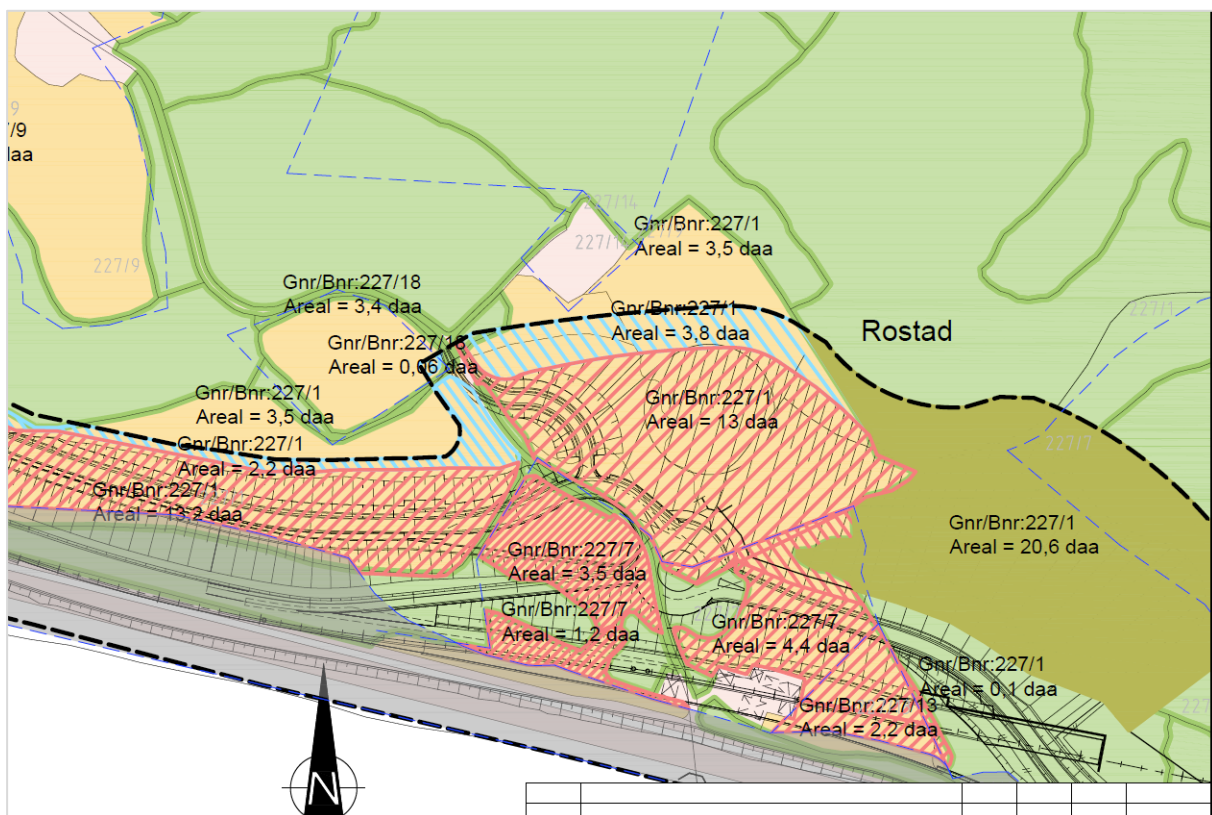 /9
7/9
laa
227/9
227/14
227/1
Gnr/Bnr:227/1
Areal = 3,5 daa
Gnr/Bnr:227/18
Areal = 3,4 daa
227/1
Gnr/Bnr:227/1
Areal = 3,8 daa
Rostad
Gnr/Bnr:227/18
Areal = 0,06 daa
Gnr/Bnr:227/1
Areal = 3,5 daa
Gnr/Bnr:227/1
Areal = 13 daa
Gnr/Bnr:227/1
Areal = 2,2 daa
227/7
Gnr/Bnr:227/1
Areal = 13,2 daa
Gnr/Bnr:227/1
Areal = 20,6 daa
Gnr/Bnr:227/7
Areal = 3,5 daa
Gnr/Bnr:227/7
Areal = 1,2 daa
Gnr/Bnr:227/7
Areal = 4,4 daa
Gnr/Bnr:227/1
Areal = 0,1 daa
Gnr/Bnr:227/13
Areal = 2,2 daa
227
N